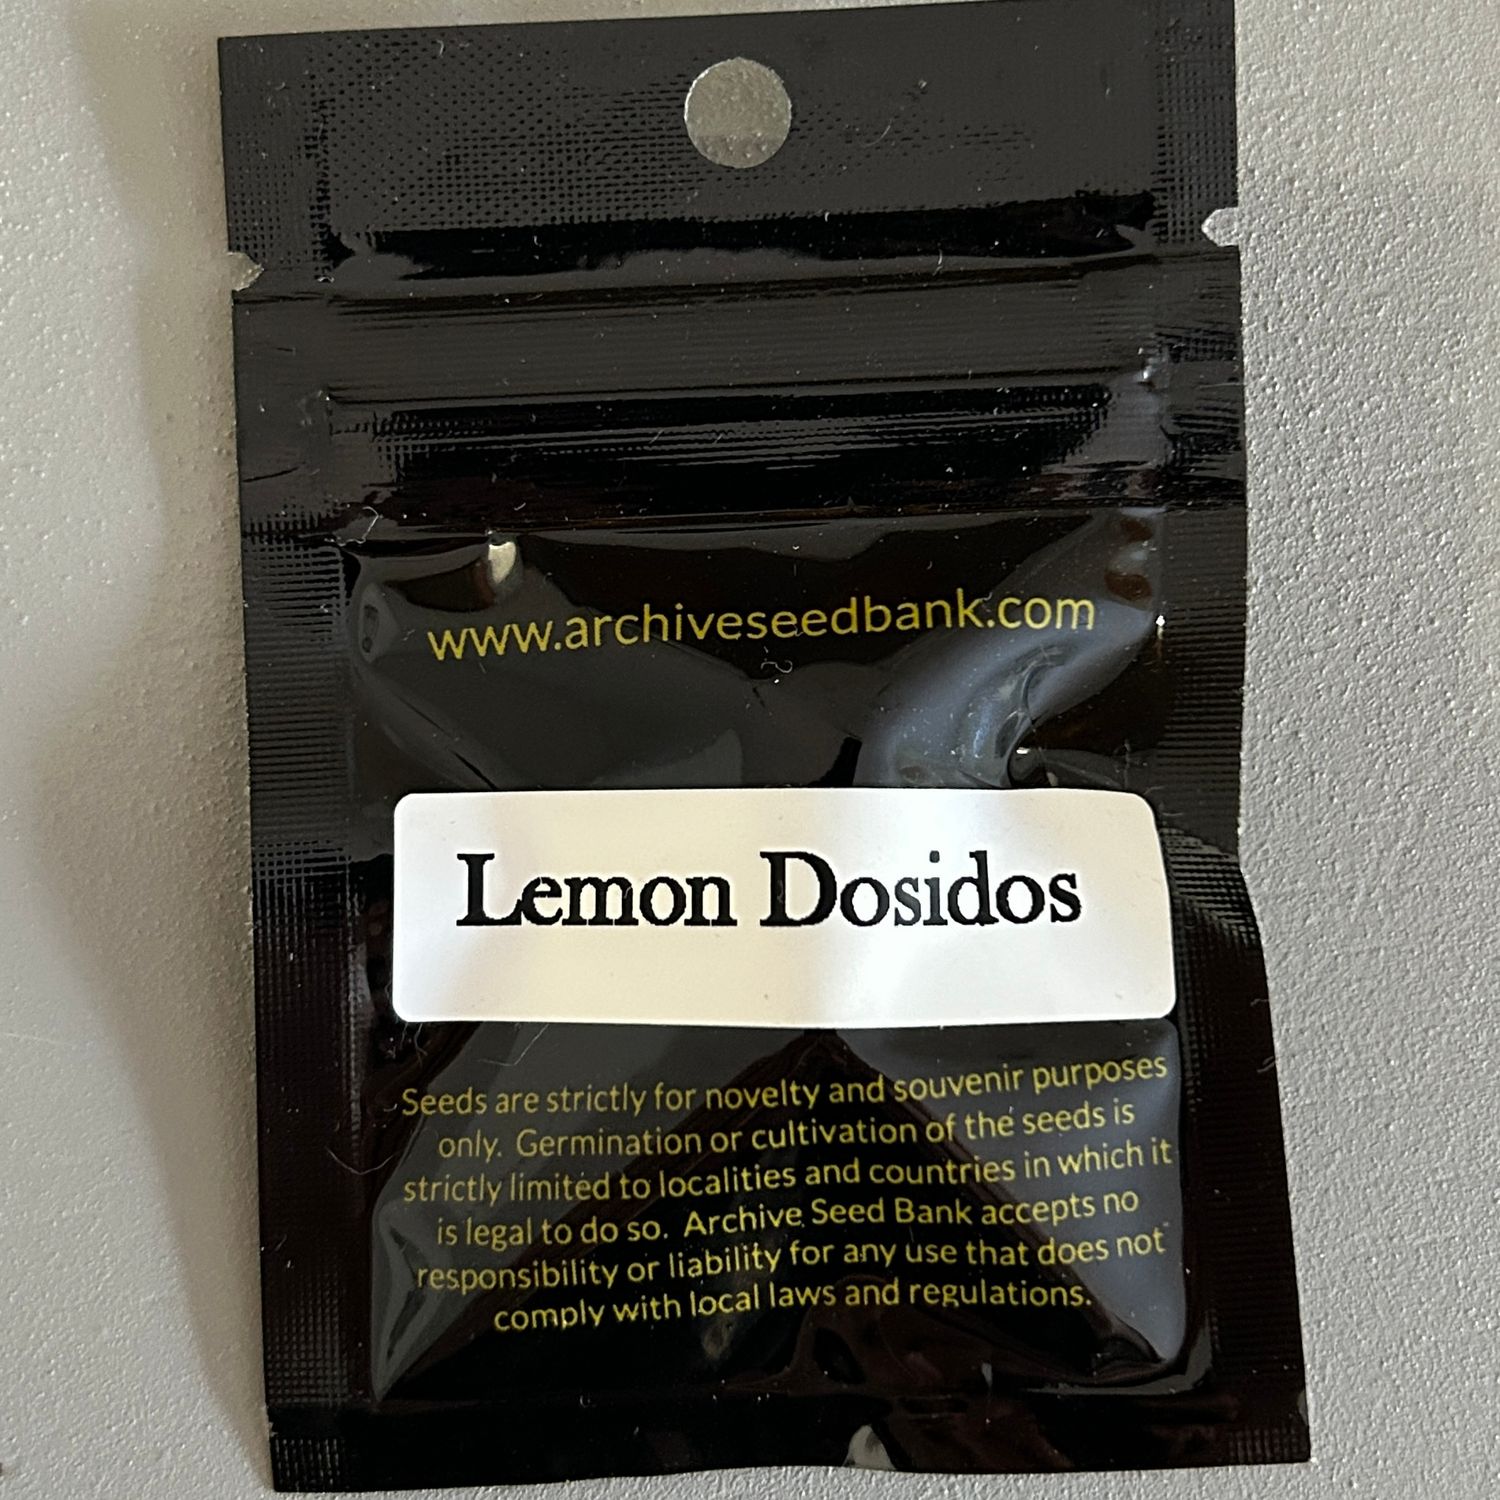 www.archiveseedbank.com
Lemon Dosidos
Seeds are strictly for novelty and souvenir purposes
only. Germination or cultivation of the seeds is
strictly limited to localities and countries in which it
is legal to do so. Archive Seed Bank accepts no
responsibility or liability for any use that does not
comply with local laws and regulations.